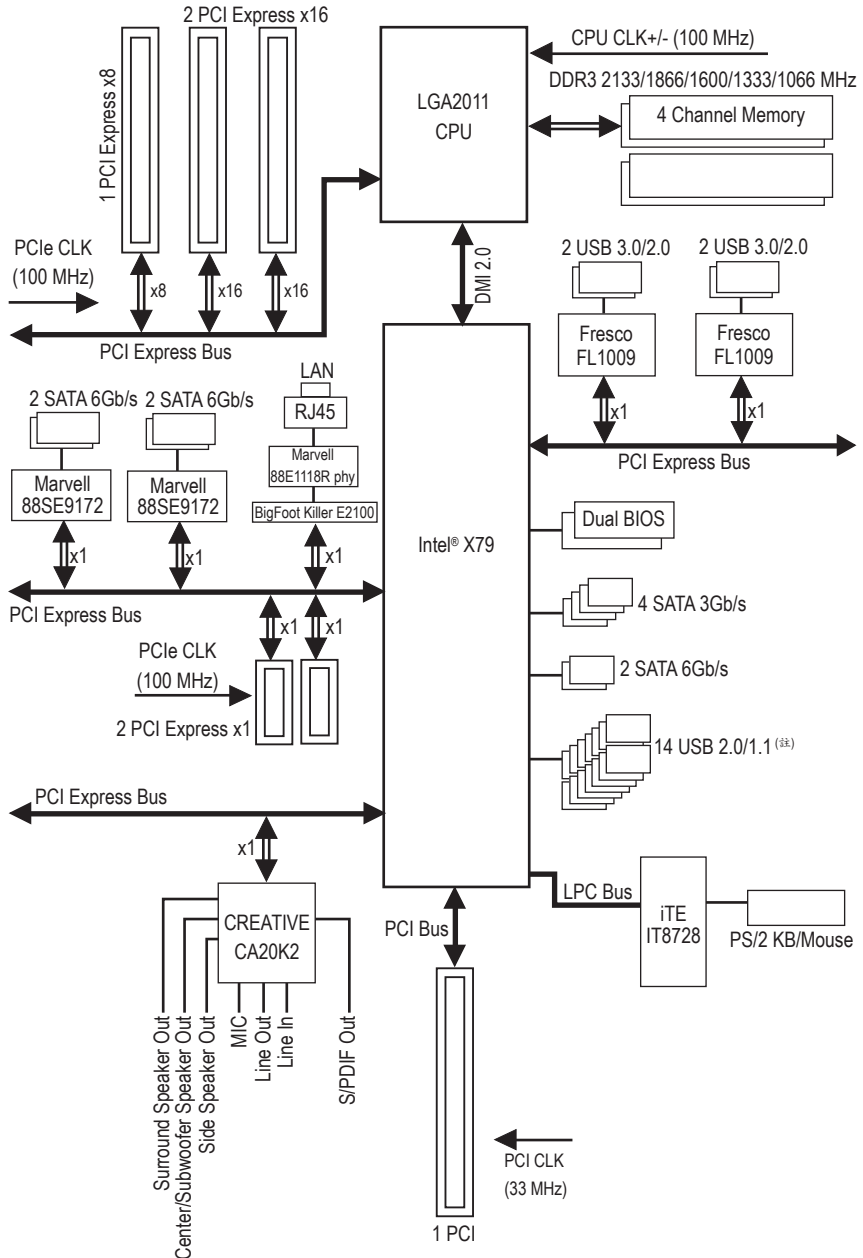 2 PCI Express x16
1 PCI Express x8
CPU CLK+/- (100 MHz)
LGA2011
CPU
DDR3 2133/1866/1600/1333/1066 MHz
4 Channel Memory
PCIe CLK
(100 MHz)
x8
x16
x16
PCI Express Bus
DMI 2.0
2 USB 3.0/2.0
2 USB 3.0/2.0
Fresco
FL1009
Fresco
FL1009
x1
x1
PCI Express Bus
LAN
RJ45
2 SATA 6Gb/s
2 SATA 6Gb/s
Marvell
88E1118R phy
Marvell
88SE9172
Marvell
88SE9172
BigFoot Killer E2100
x1
x1
x1
PCI Express Bus
Intel® X79
Dual BIOS
4 SATA 3Gb/s
2 SATA 6Gb/s
14 USB 2.0/1.1 (註)
x1
x1
PCIe CLK
(100 MHz)
2 PCI Express x1
PCI Express Bus
x1
CREATIVE
CA20K2
Surround Speaker Out
Center/Subwoofer Speaker Out
Side Speaker Out
MIC
Line Out
Line In
S/PDIF Out
PCI Bus
LPC Bus
iTE
IT8728
PS/2 KB/Mouse
PCI CLK
(33 MHz)
1 PCI